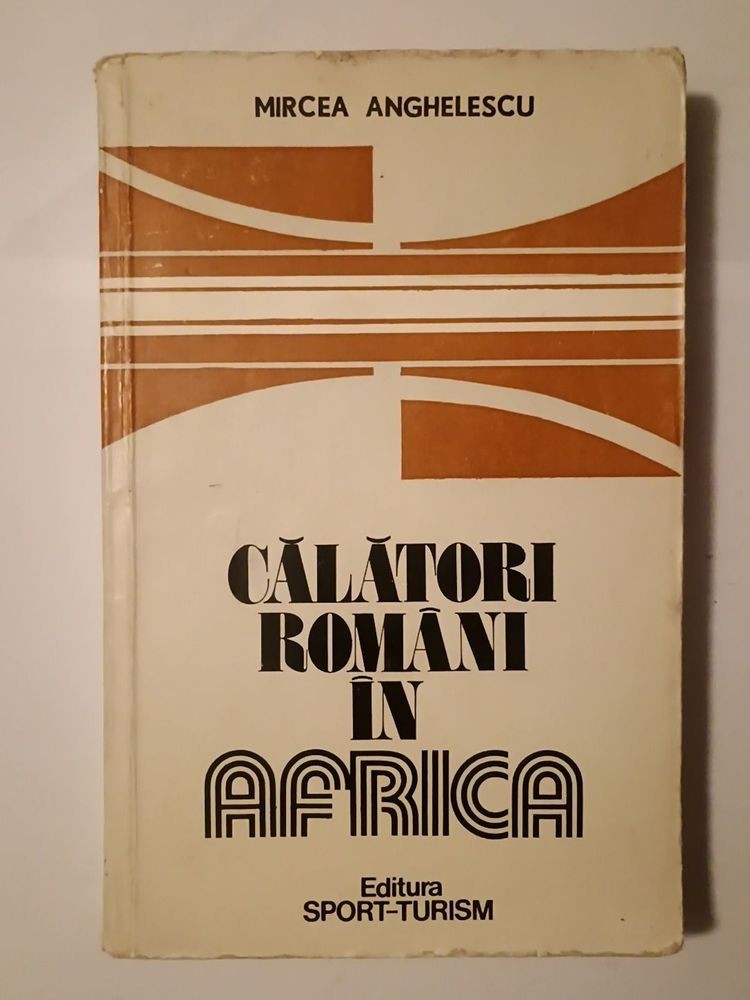 MIRCEA ANGHELESCU
CĂLĂTORI
ROMÂNI
ÎN
AFRICA
Editura
SPORT-TURISM